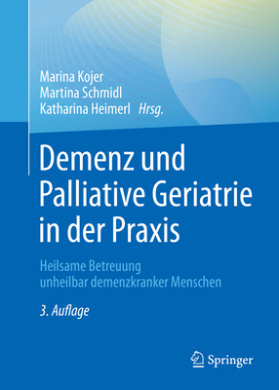 Marina Kojer
Martina Schmidl
Katharina Heimerl Hrsg.
Demenz und
Palliative Geriatrie
in der Praxis
Heilsame Betreuung
unheilbar demenzkranker Menschen
3. Auflage
Springer